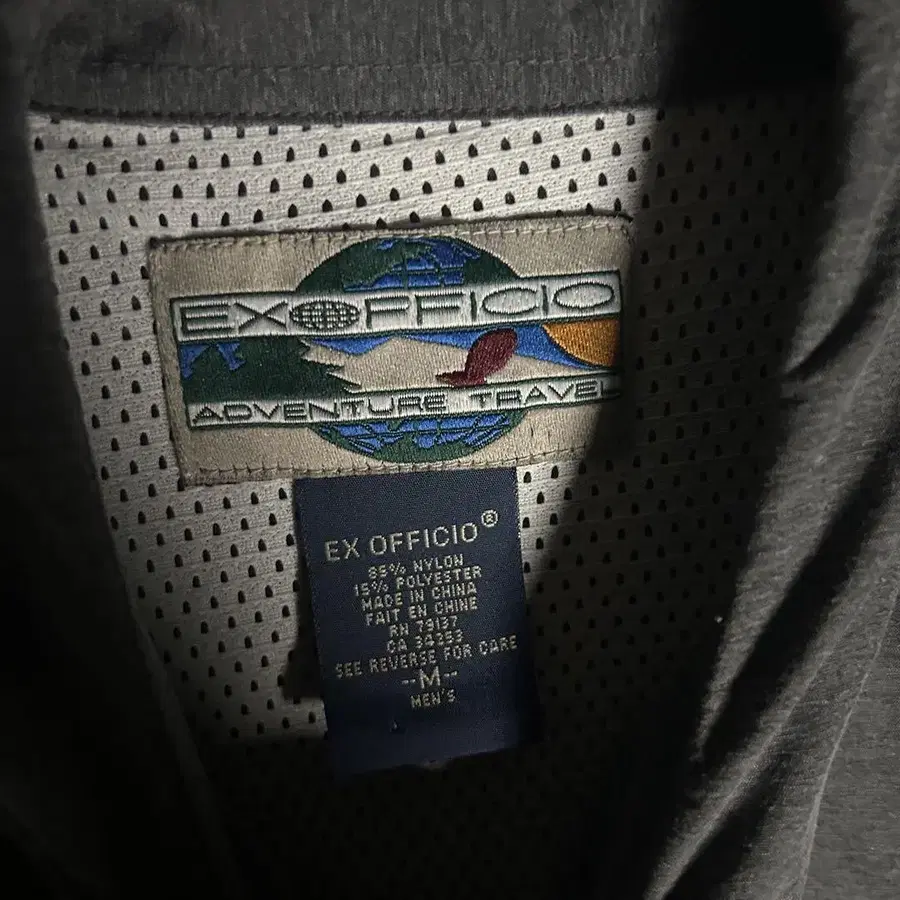 EXOFFICIO
ADVENTURE TRAVEL
EX OFFICIO®
85% NYLON
15% POLYESTER
MADE IN CHINA
FAIT EN CHINE
RN 79137
CA 34253
SEE REVERSE FOR CARE
--M--
MEN'S